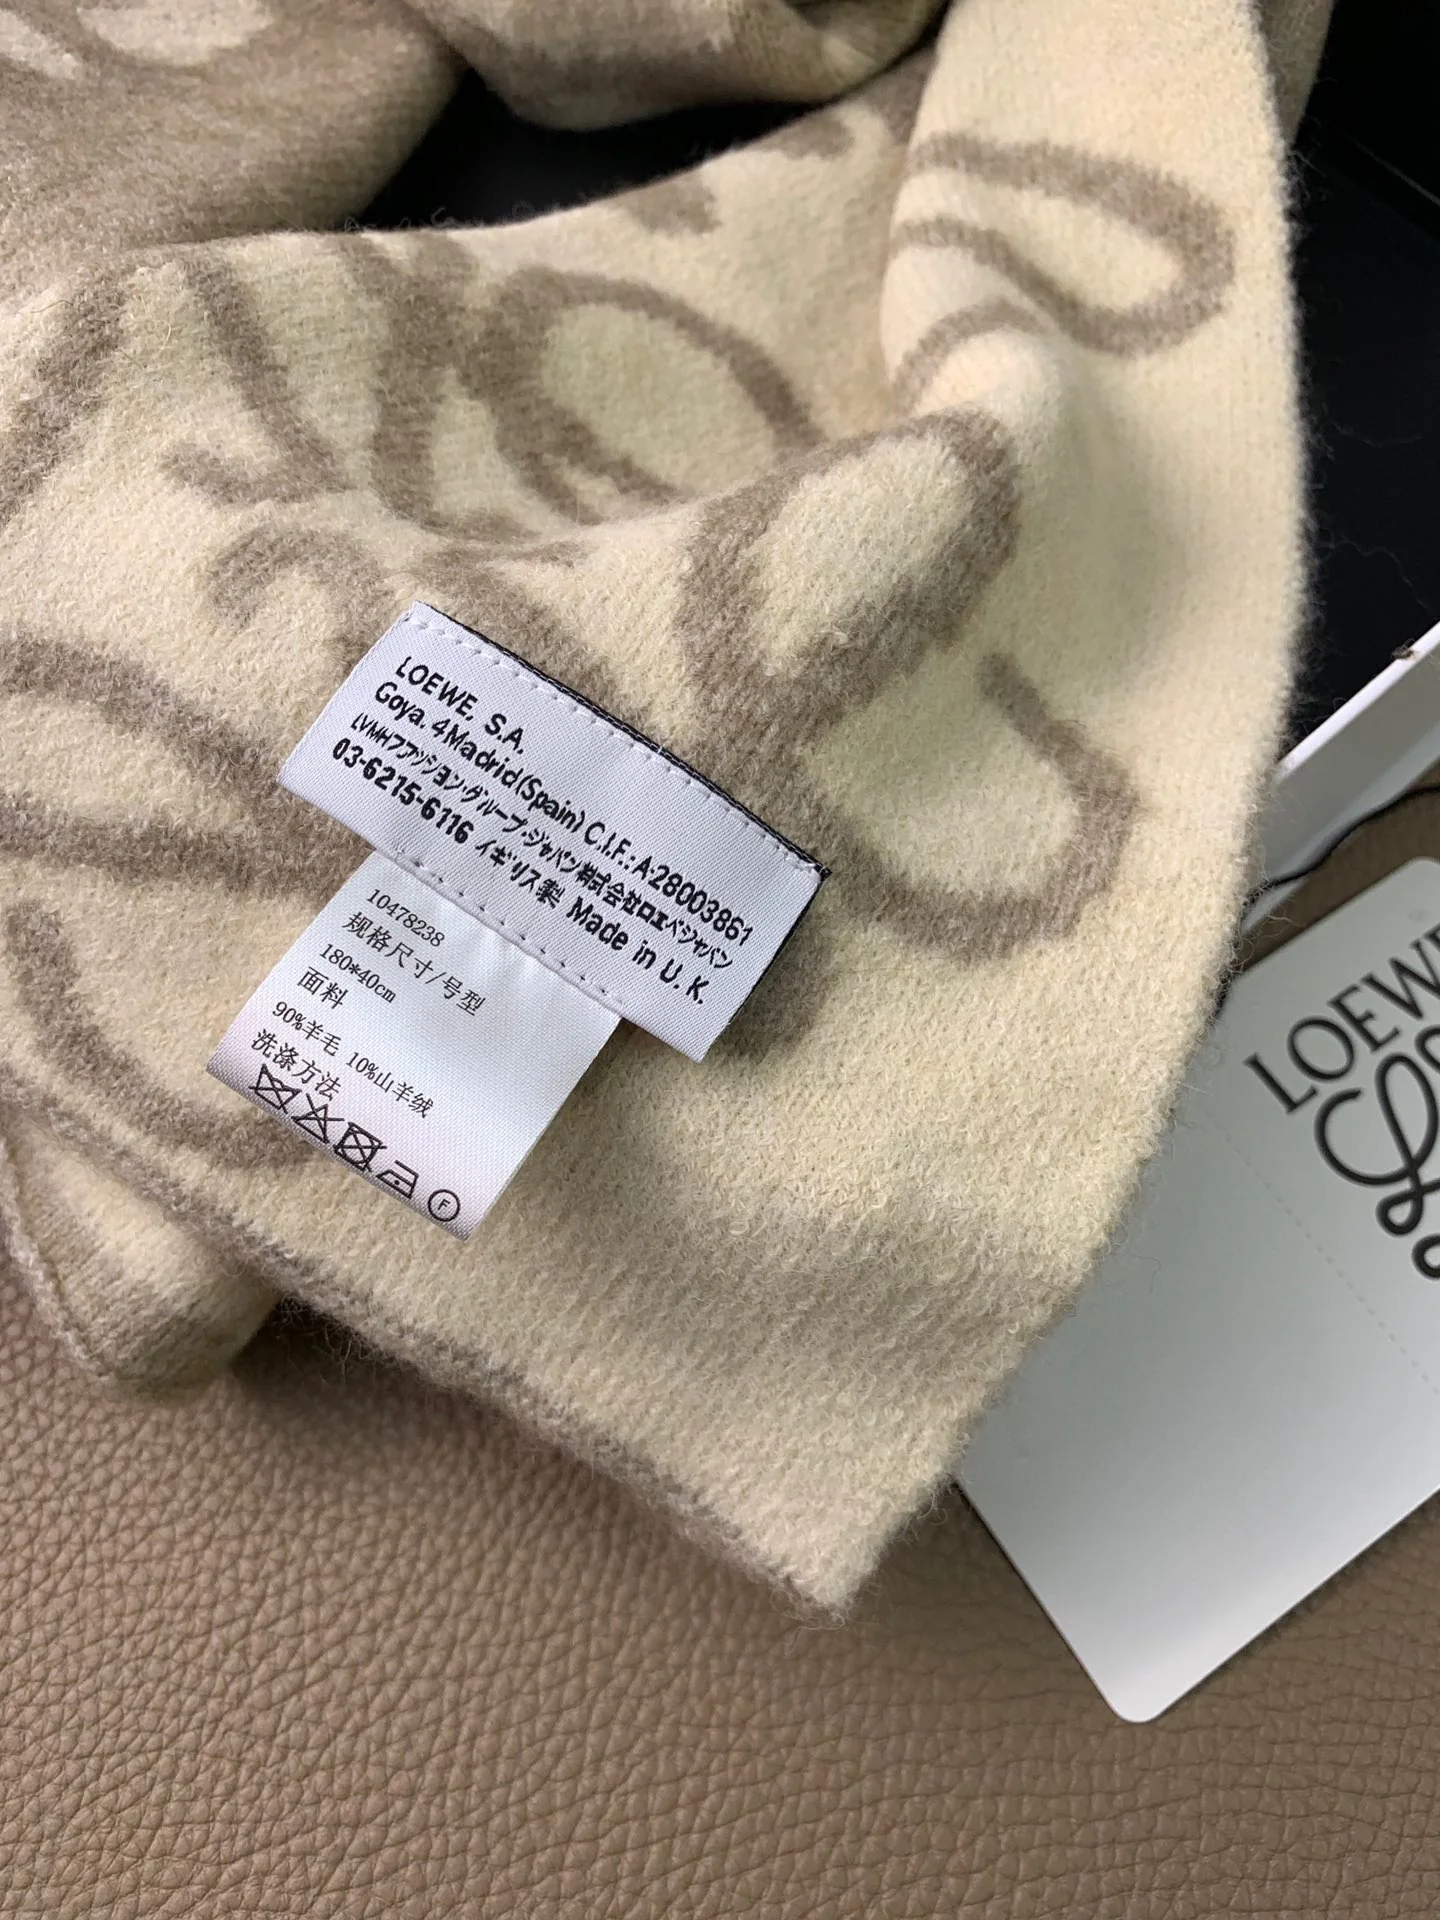 LOEWE, S.A.
Goya. 4 Madrid (Spain) C.I.F.: A-28003861
LVMHファッション・グループ・ジャパン株式会社ロエベジャパン
03-6215-6116 イギリス製 Made in U. K.
10478238
规格尺寸/号型
180*40cm
面料
90%羊毛 10%山羊绒
洗涤方法
F
LOEWE